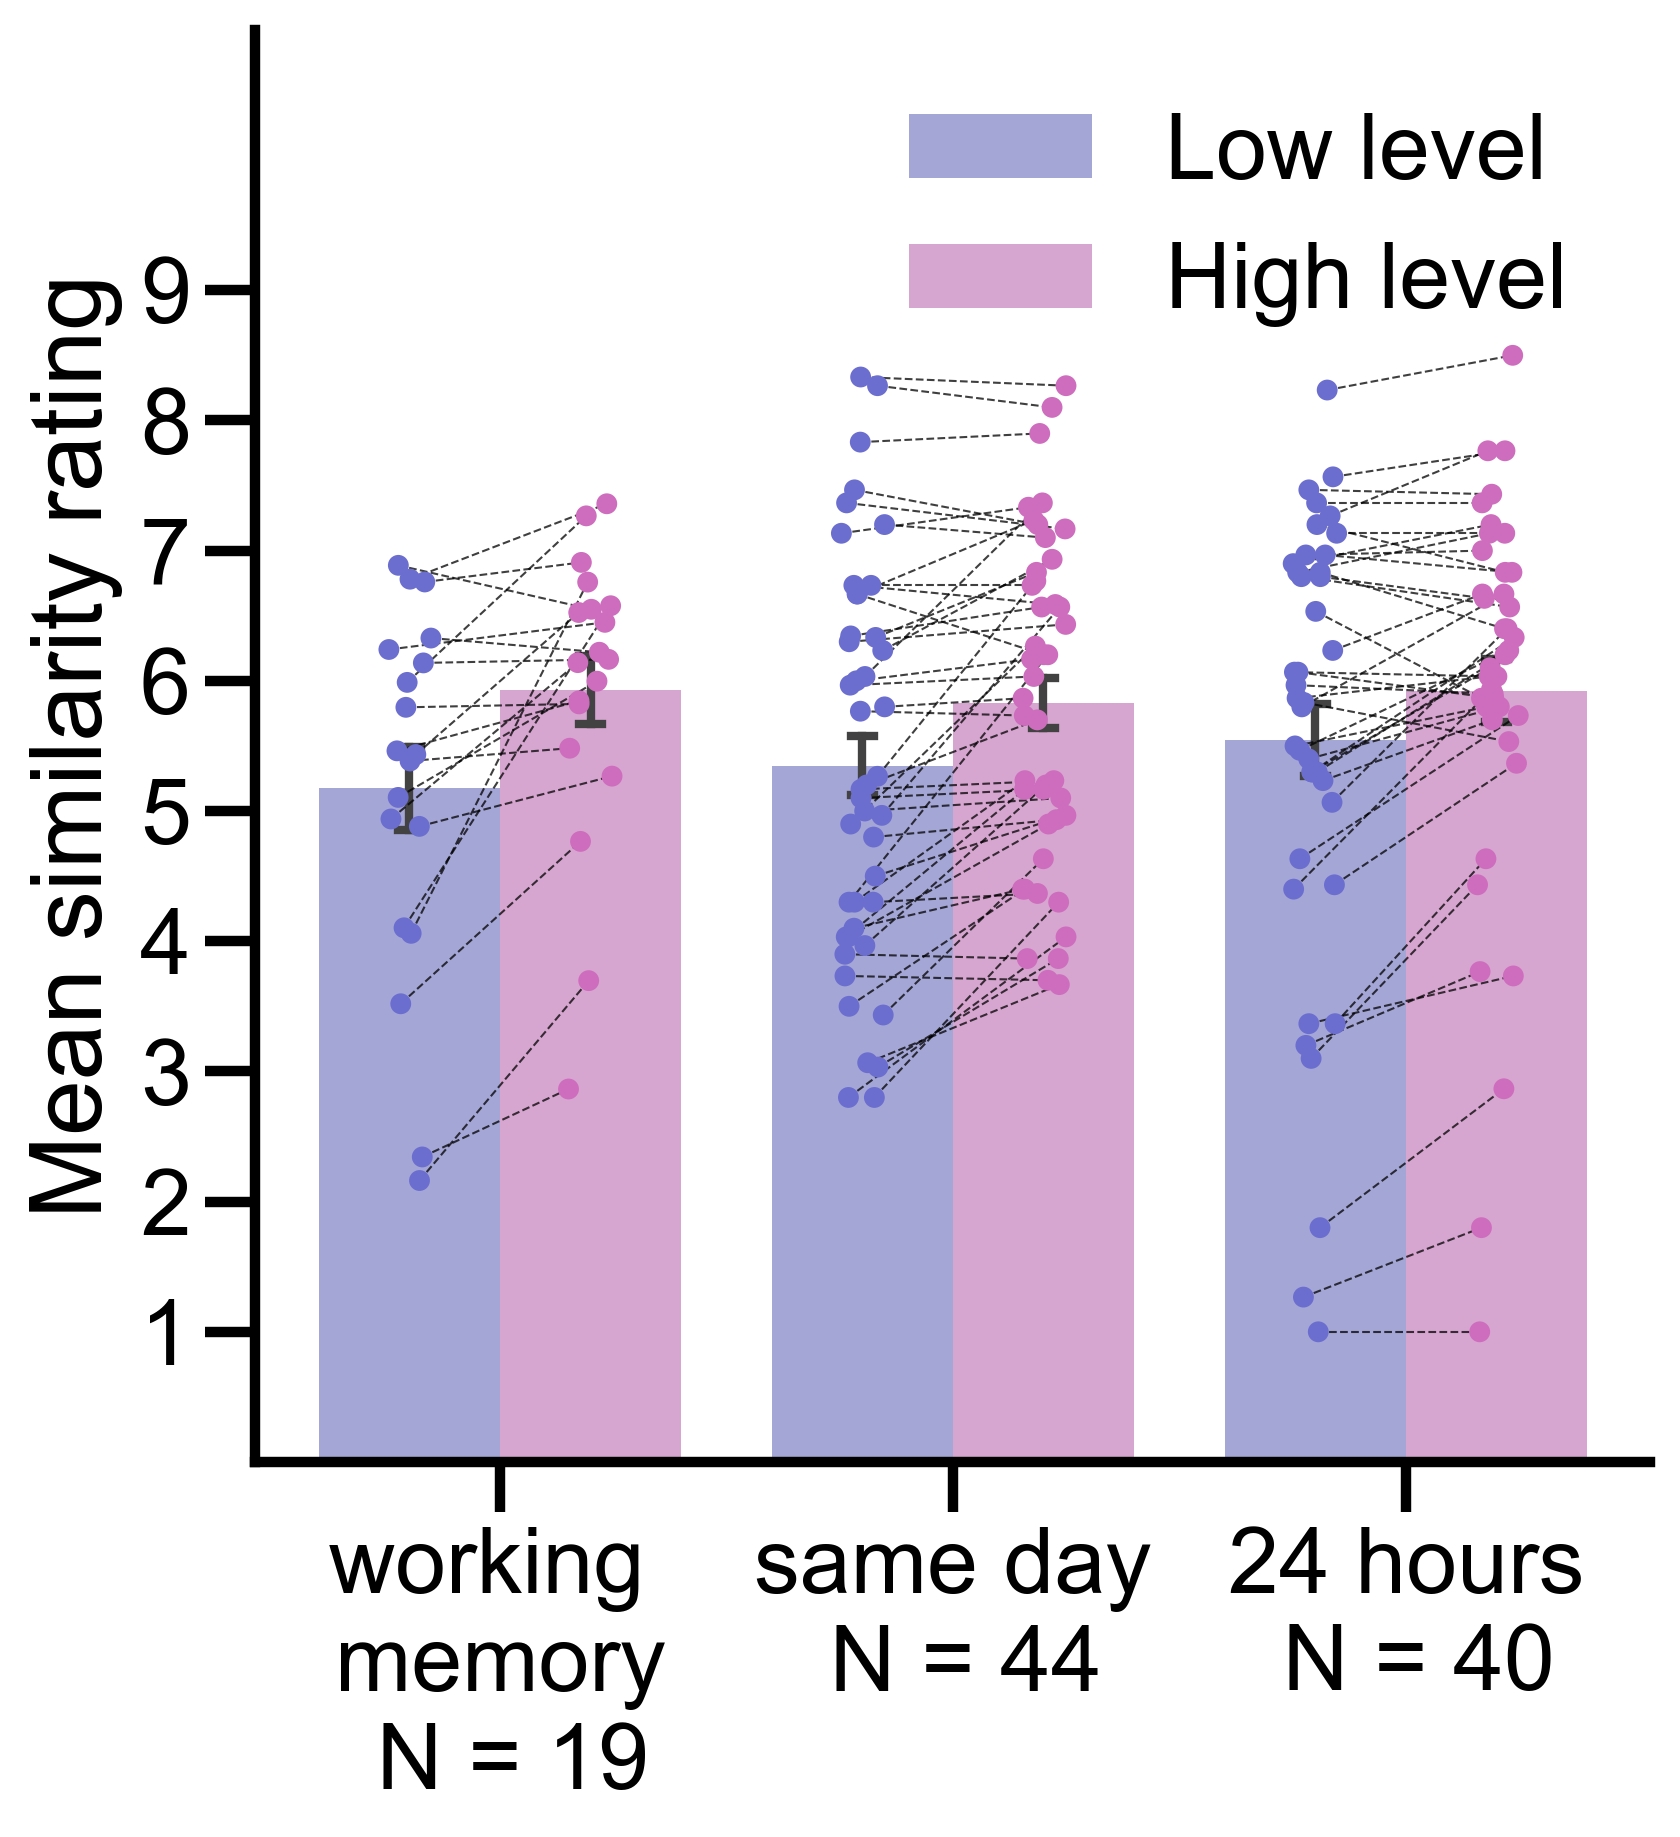 Low level
High level
Mean similarity rating
9
8
7
6
5
4
3
2
1
working
memory
N = 19
same day
N = 44
24 hours
N = 40